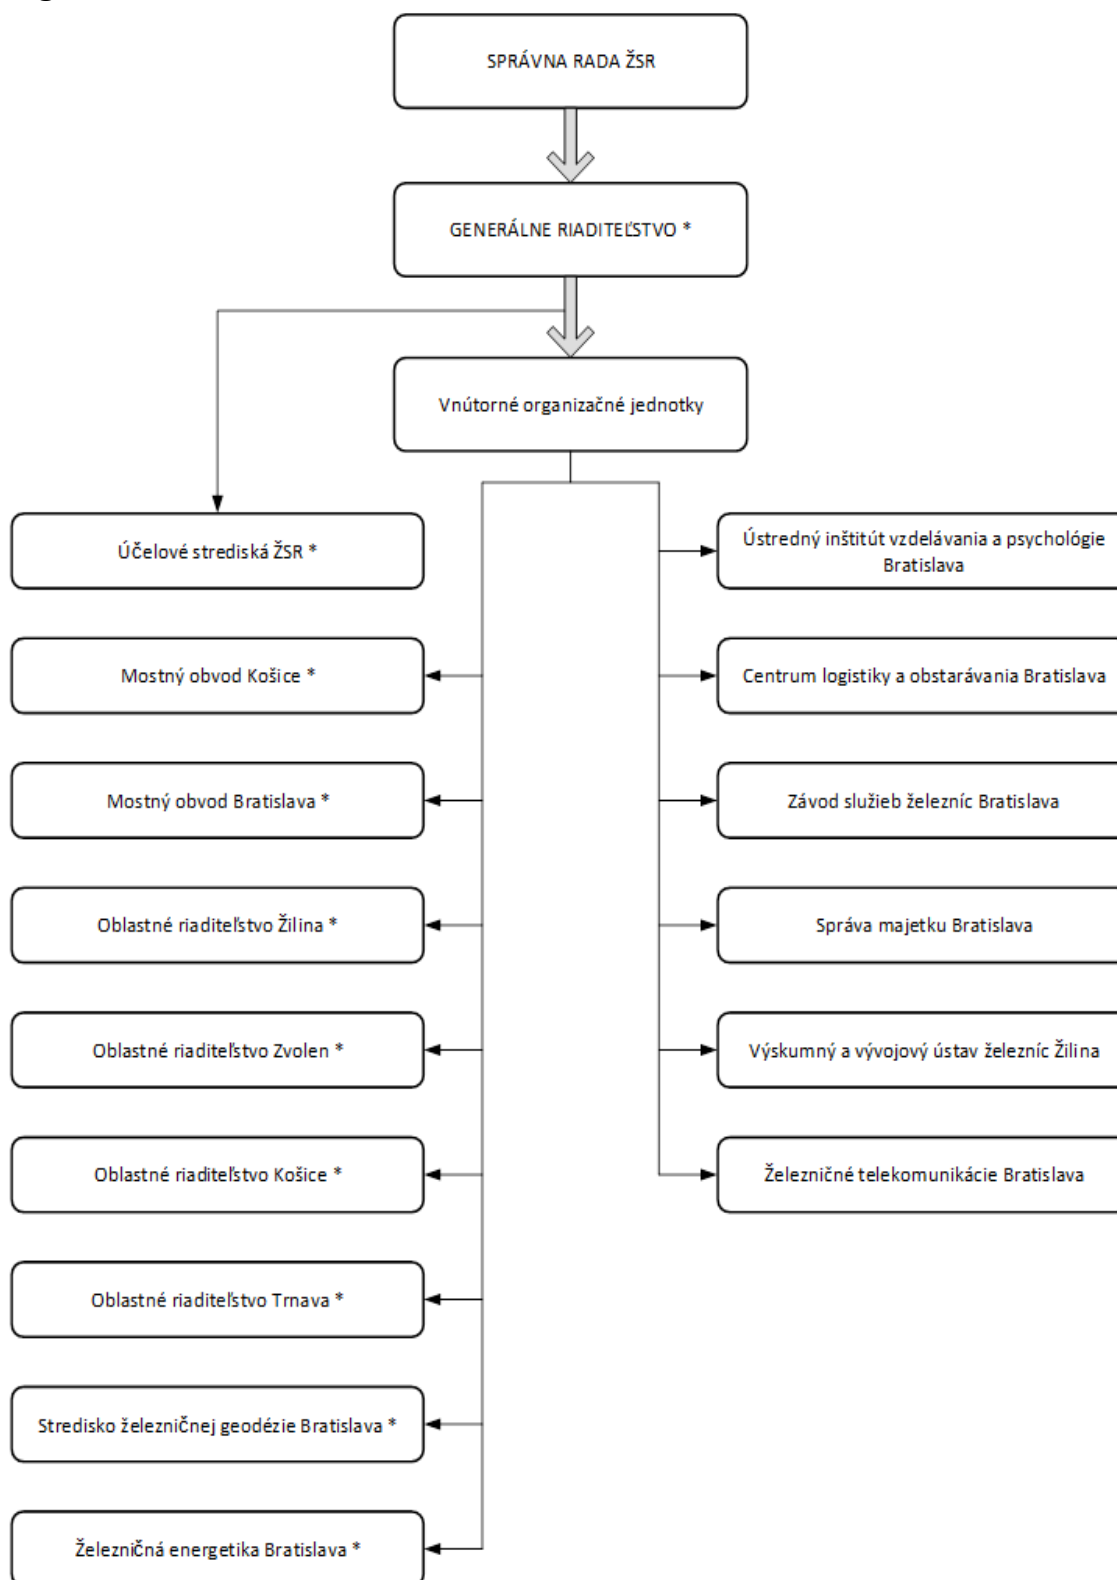 SPRÁVNA RADA ŽSR
GENERÁLNE RIADITEĽSTVO *
Vnútorné organizačné jednotky
Účelové strediská ŽSR *
Mostný obvod Košice *
Mostný obvod Bratislava *
Oblastné riaditeľstvo Žilina *
Oblastné riaditeľstvo Zvolen *
Oblastné riaditeľstvo Košice *
Oblastné riaditeľstvo Trnava *
Stredisko železničnej geodézie Bratislava *
Železničná energetika Bratislava *
Ústredný inštitút vzdelávania a psychológie
Bratislava
Centrum logistiky a obstarávania Bratislava
Závod služieb železníc Bratislava
Správa majetku Bratislava
Výskumný a vývojový ústav železníc Žilina
Železničné telekomunikácie Bratislava